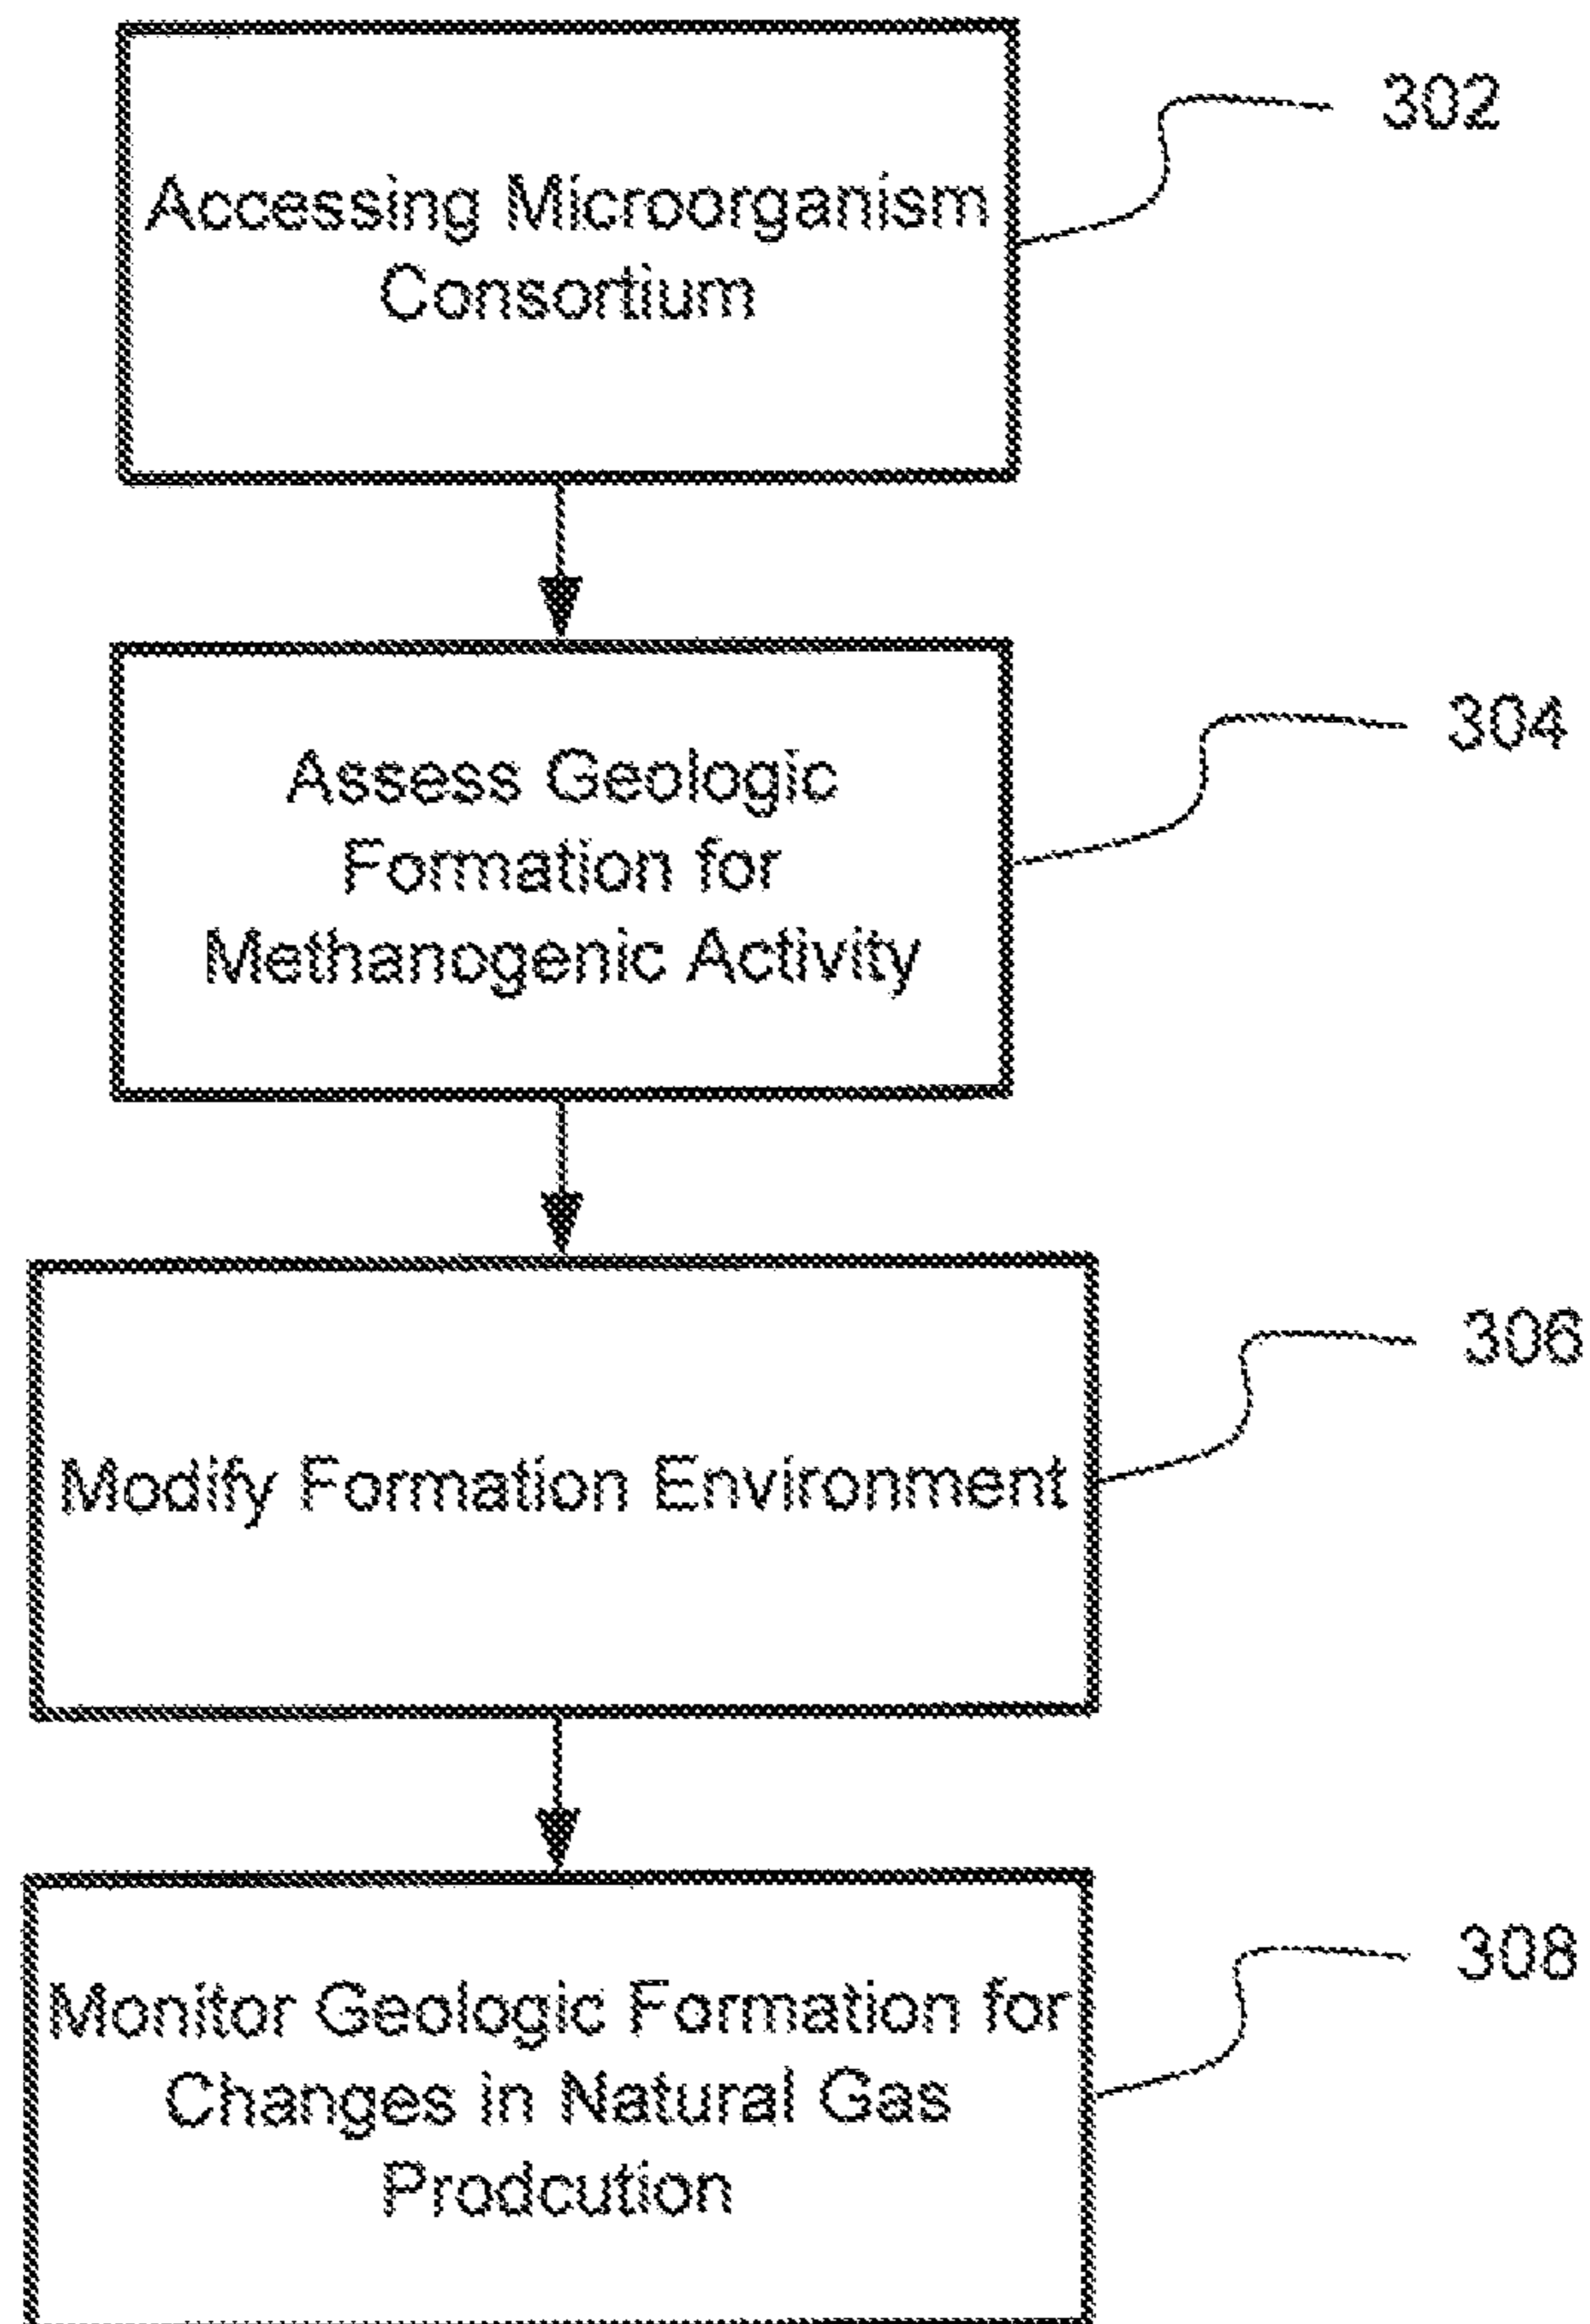 Accessing Microorganism
Consortium
302
Assess Geologic
Formation for
Methanogenic Activity
304
Modify Formation Environment
306
Monitor Geologic Formation for
Changes in Natural Gas
Prodcution
308